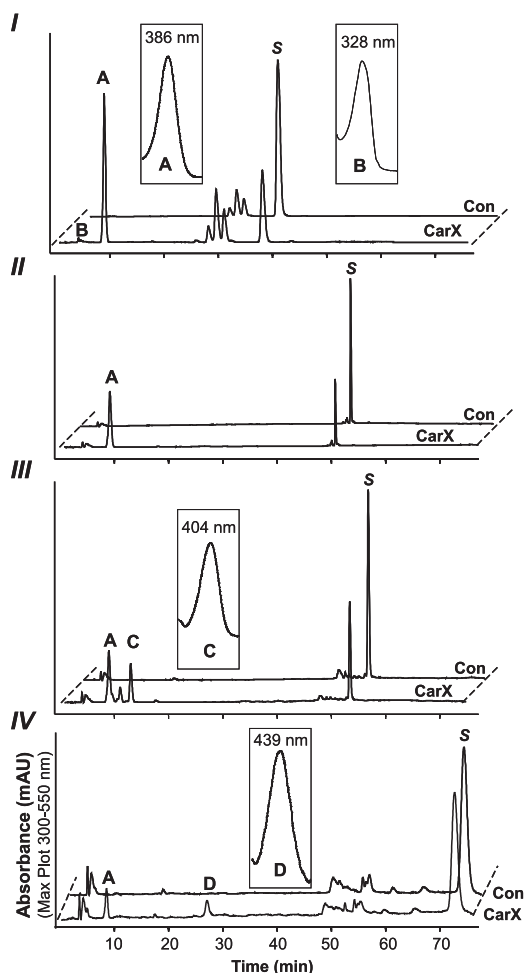 I
386 nm
328 nm
S
A
A
B
B
Con
CarX
II
S
A
Con
CarX
III
S
404 nm
A
C
C
Con
CarX
IV
S
439 nm
A
D
D
Con
CarX
Absorbance (mAU)
(Max Plot 300-550 nm)
10 20 30 40 50 60 70
Time (min)